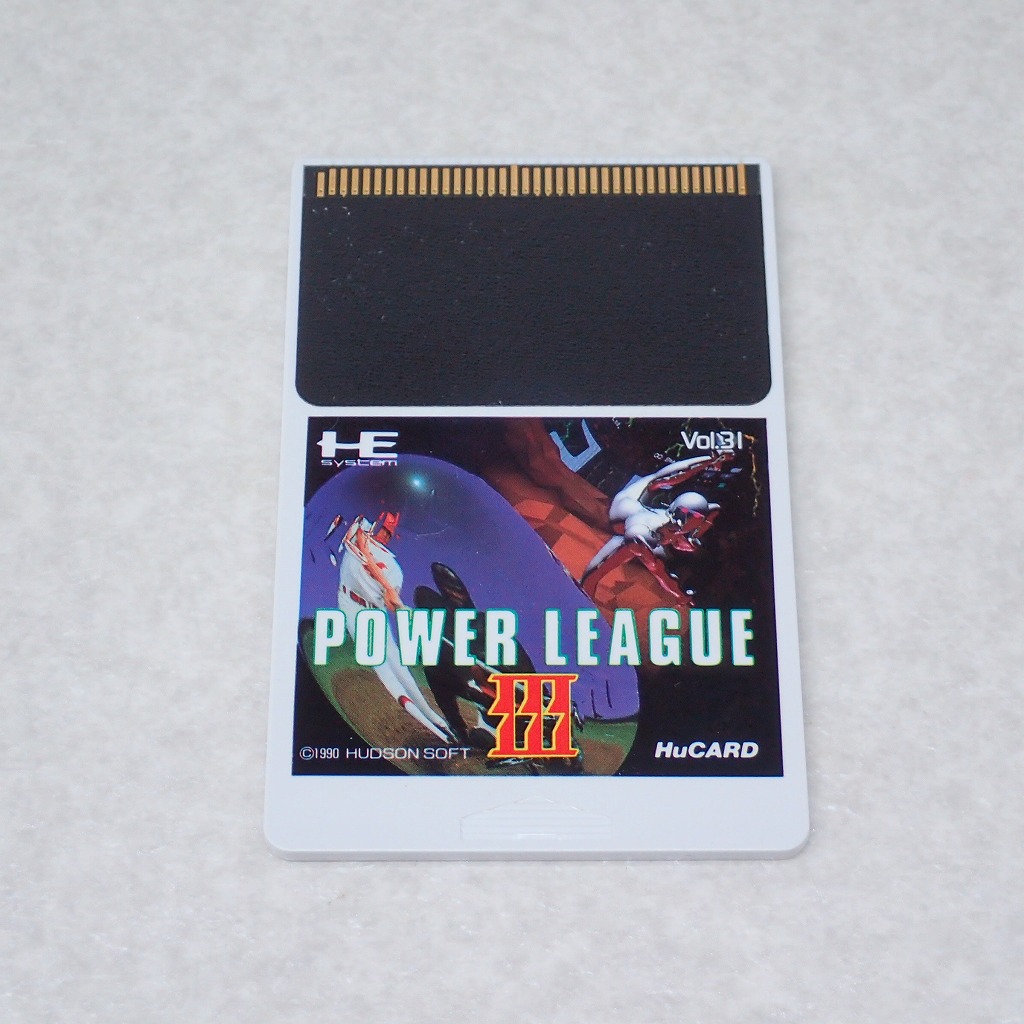 HE
system
Vol.31
POWER LEAGUE
III
©1990 HUDSON SOFT
HuCARD